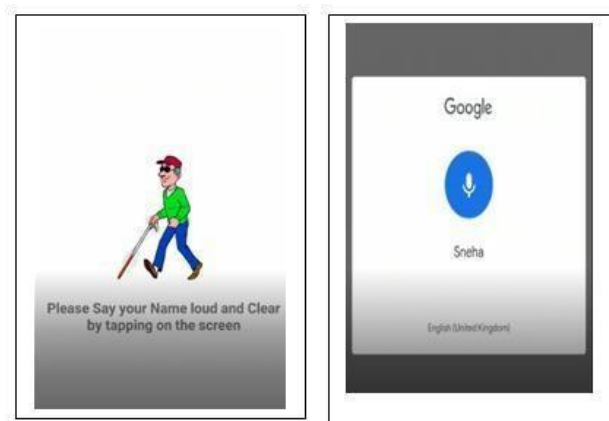 Please Say your Name loud and Clear
by tapping on the screen
Google
Sneha
English (United Kingdom)